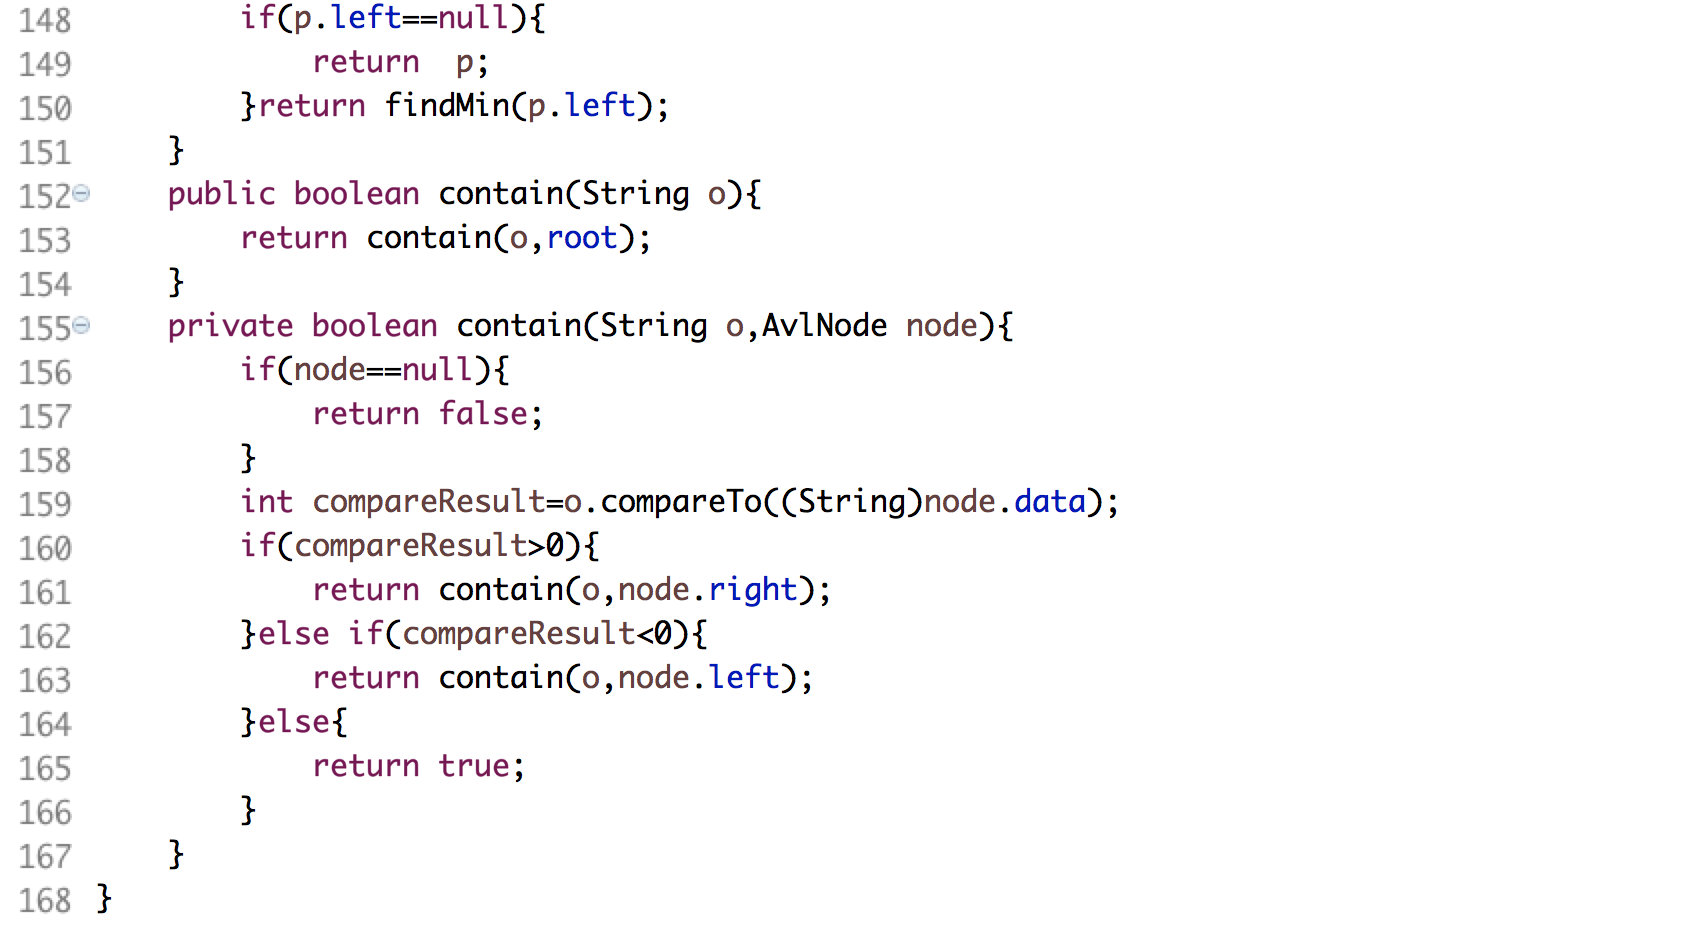 148 if(p.left==null){
149 return  p;
150 }return findMin(p.left);
151 }
152 public boolean contain(String o){
153 return contain(o,root);
154 }
155 private boolean contain(String o,AvlNode node){
156 if(node==null){
157 return false;
158 }
159 int compareResult=o.compareTo((String)node.data);
160 if(compareResult>0){
161 return contain(o,node.right);
162 }else if(compareResult<0){
163 return contain(o,node.left);
164 }else{
165 return true;
166 }
167 }
168 }